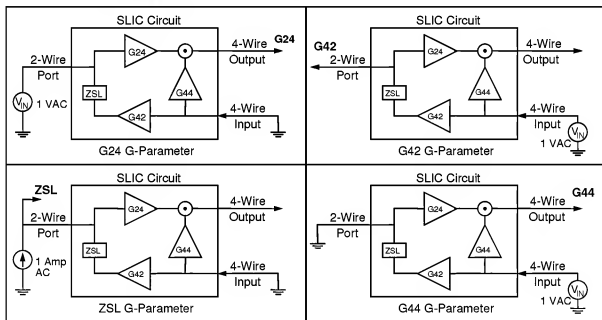 SLIC Circuit
2-Wire
Port
G24
4-Wire
Output
G24
ZSL
G44
VIN
1 VAC
G42
4-Wire
Input
G24 G-Parameter
SLIC Circuit
G42
2-Wire
Port
G24
4-Wire
Output
ZSL
G44
G42
4-Wire
Input
VIN
1 VAC
G42 G-Parameter
SLIC Circuit
ZSL
2-Wire
Port
G24
4-Wire
Output
ZSL
G44
1 Amp
AC
G42
4-Wire
Input
ZSL G-Parameter
SLIC Circuit
G44
2-Wire
Port
G24
4-Wire
Output
ZSL
G44
G42
4-Wire
Input
VIN
1 VAC
G44 G-Parameter